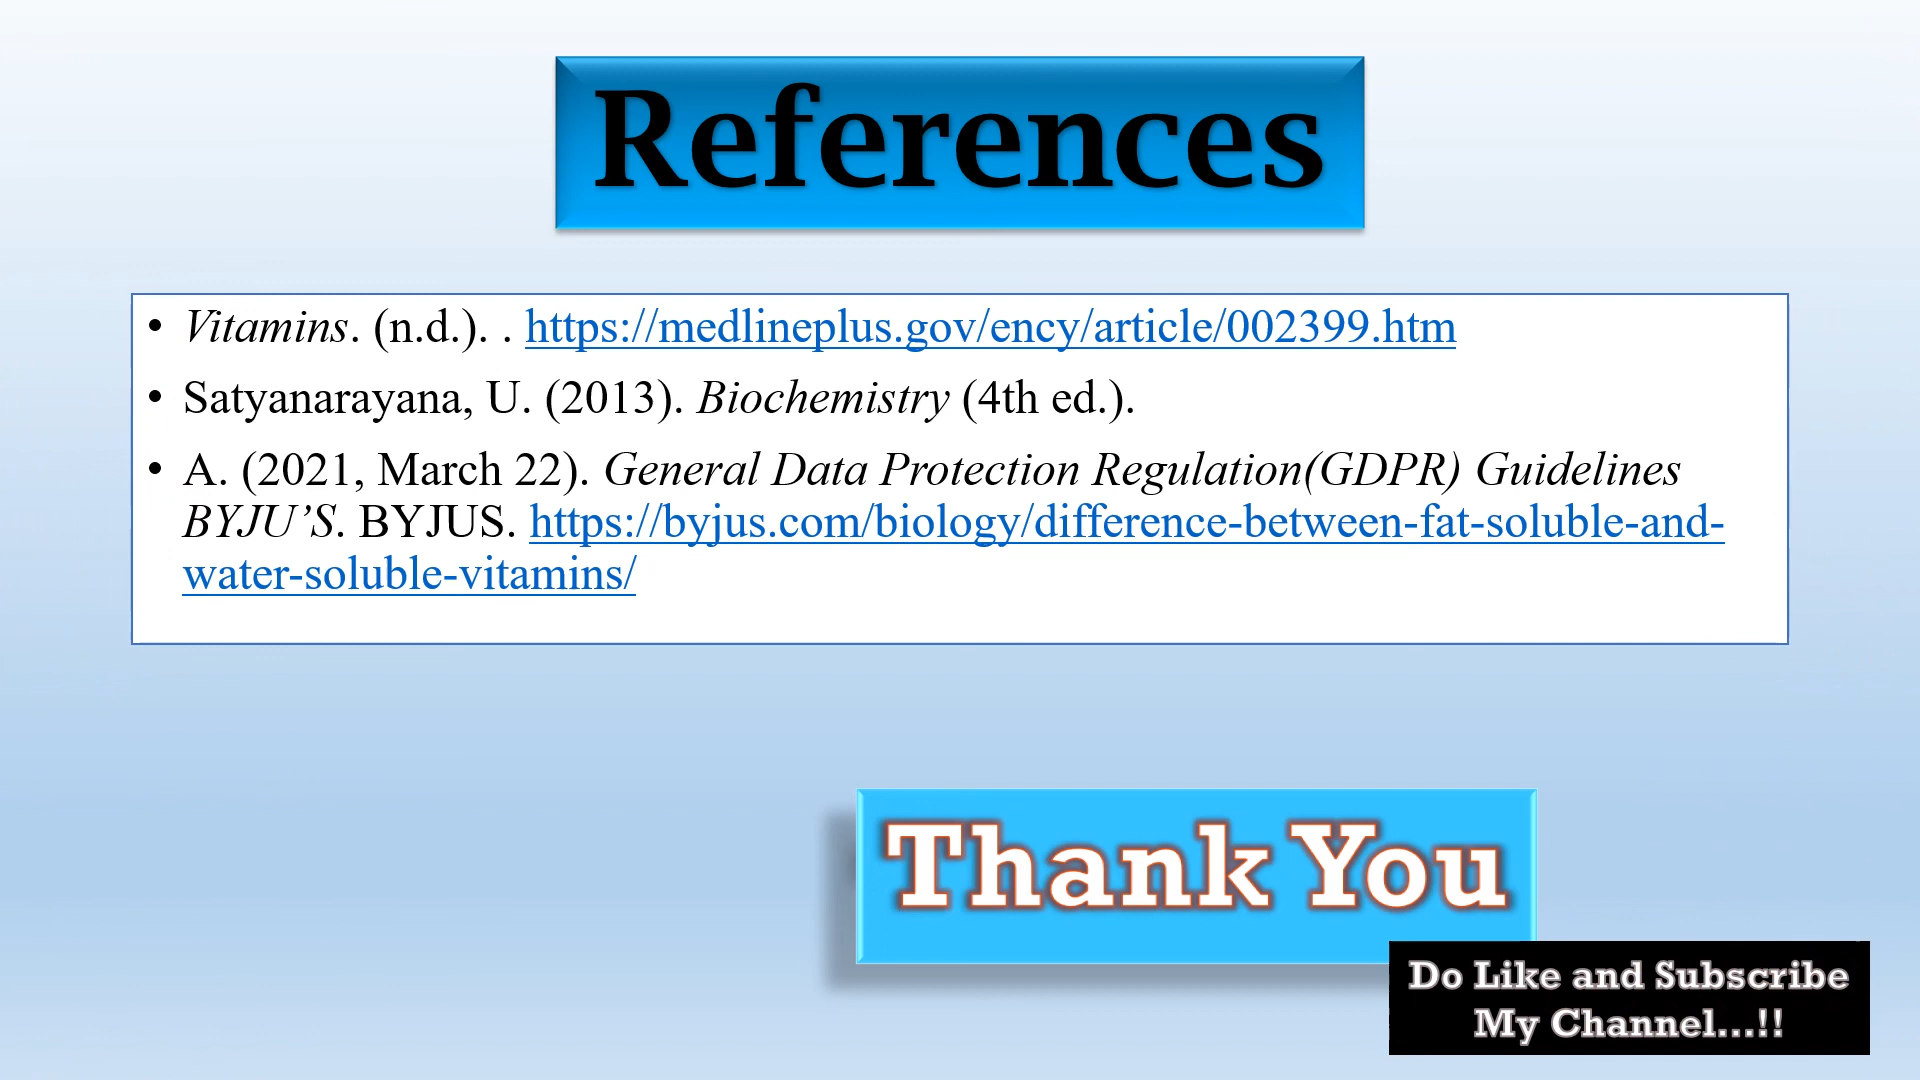 References
• Vitamins. (n.d.). . https://medlineplus.gov/ency/article/002399.htm
• Satyanarayana, U. (2013). Biochemistry (4th ed.).
• A. (2021, March 22). General Data Protection Regulation(GDPR) Guidelines
BYJU’S. BYJUS. https://byjus.com/biology/difference-between-fat-soluble-and-
water-soluble-vitamins/
Thank You
Do Like and Subscribe
My Channel...!!